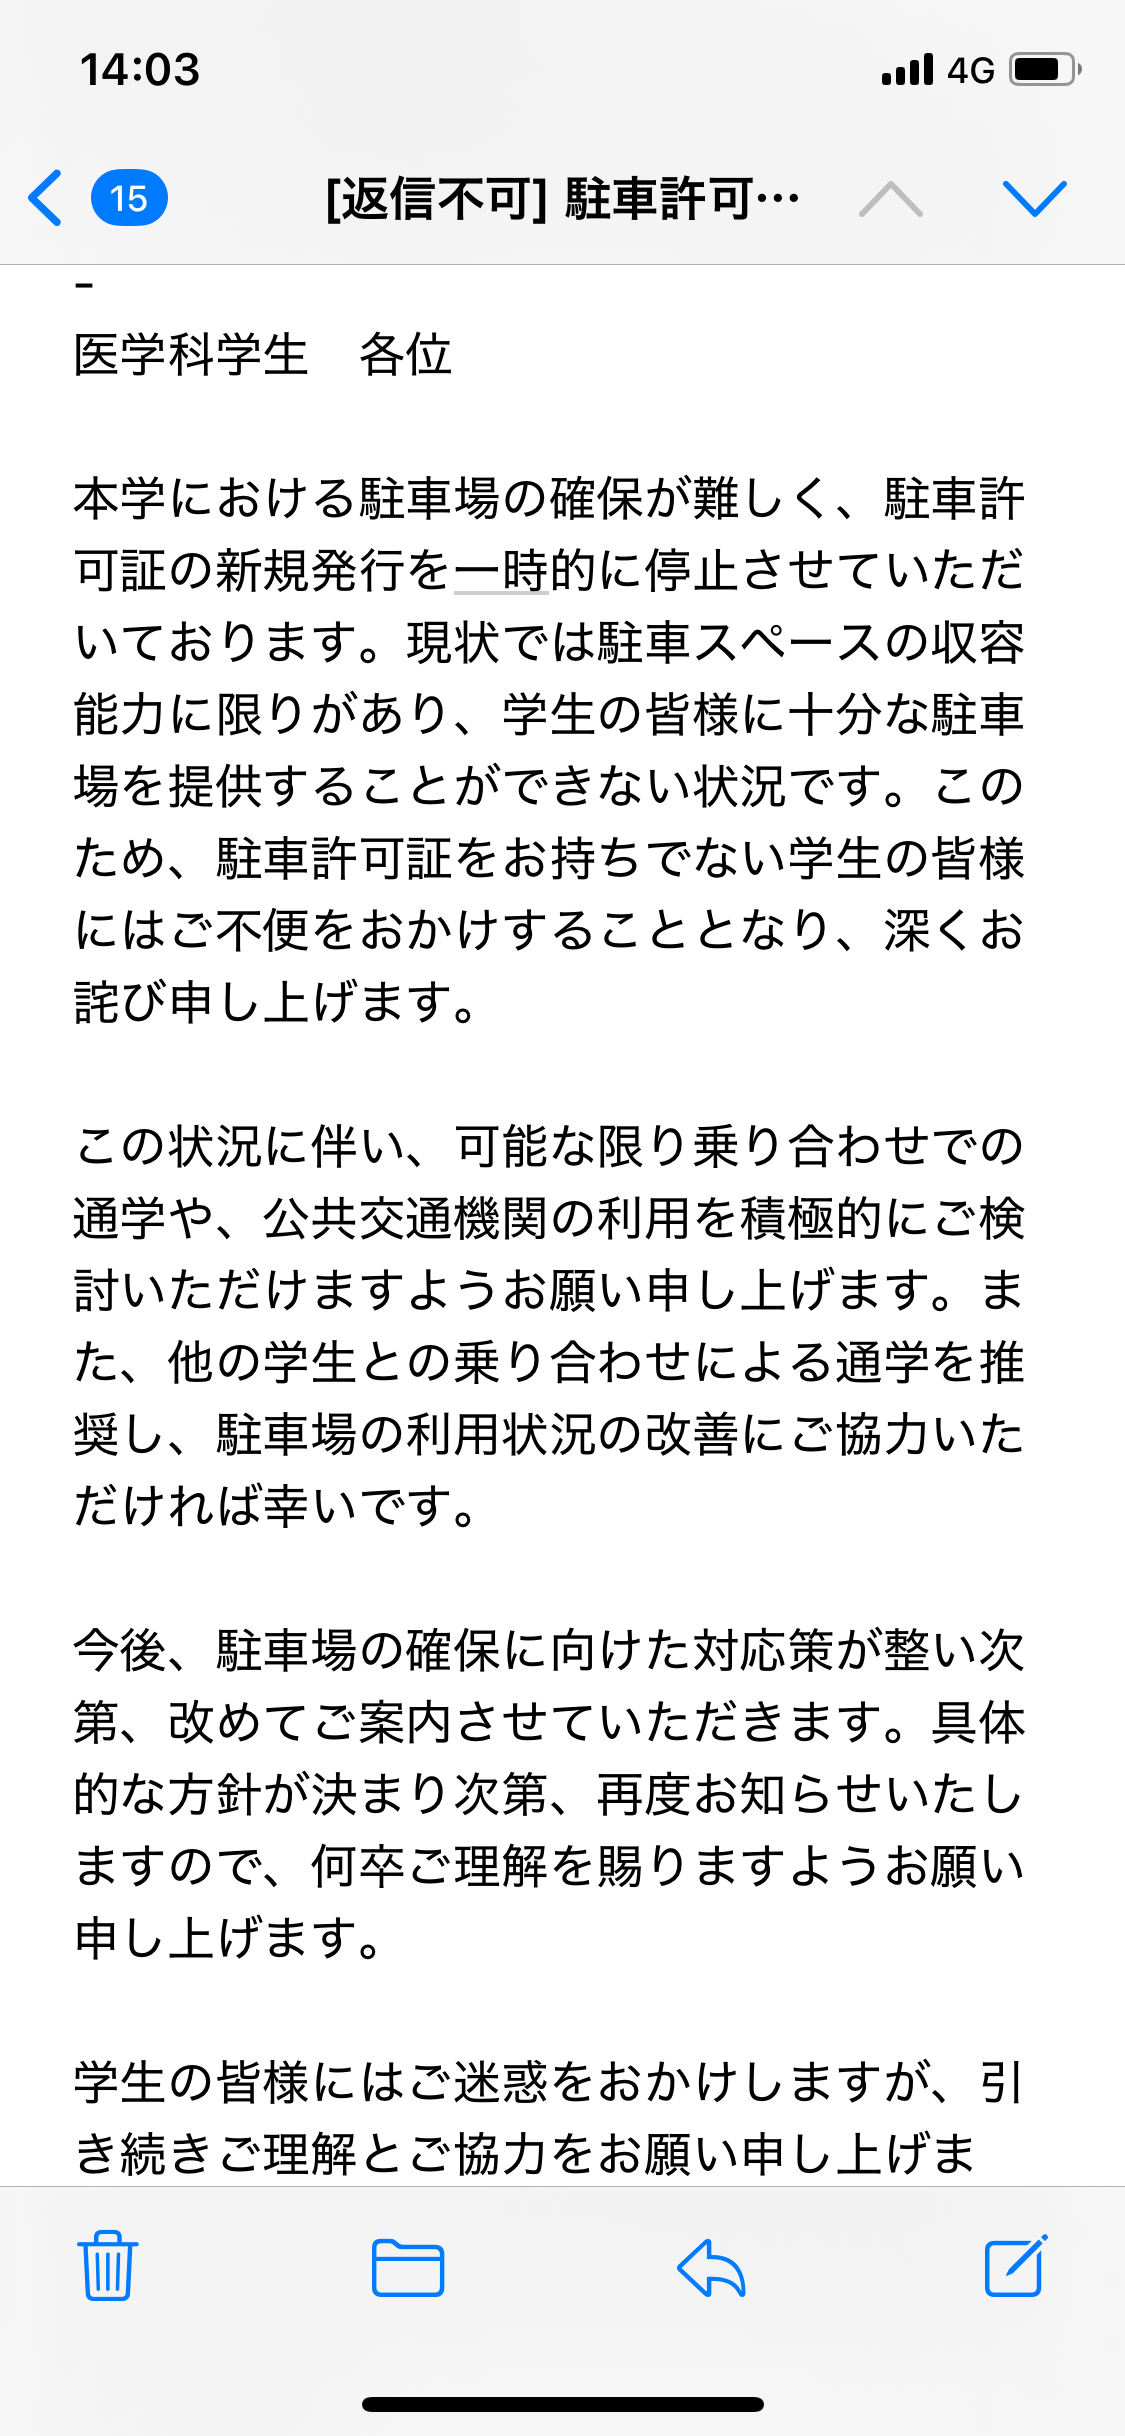 14:03
4G
15
[返信不可] 駐車許可…
-
医学科学生　各位
本学における駐車場の確保が難しく、駐車許
可証の新規発行を一時的に停止させていただ
いております。現状では駐車スペースの収容
能力に限りがあり、学生の皆様に十分な駐車
場を提供することができない状況です。この
ため、駐車許可証をお持ちでない学生の皆様
にはご不便をおかけすることとなり、深くお
詫び申し上げます。
この状況に伴い、可能な限り乗り合わせでの
通学や、公共交通機関の利用を積極的にご検
討いただけますようお願い申し上げます。ま
た、他の学生との乗り合わせによる通学を推
奨し、駐車場の利用状況の改善にご協力いた
だければ幸いです。
今後、駐車場の確保に向けた対応策が整い次
第、改めてご案内させていただきます。具体
的な方針が決まり次第、再度お知らせいたし
ますので、何卒ご理解を賜りますようお願い
申し上げます。
学生の皆様にはご迷惑をおかけしますが、引
き続きご理解とご協力をお願い申し上げま